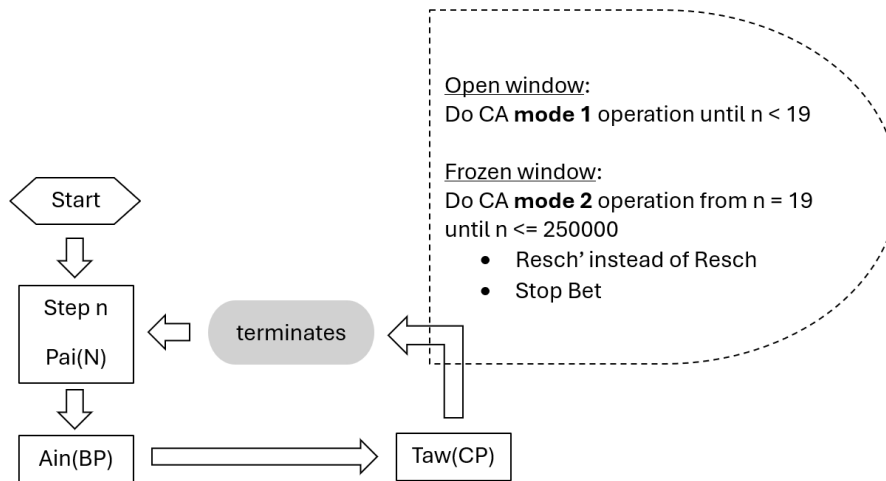 Open window:
Do CA mode 1 operation until n < 19
Frozen window:
Do CA mode 2 operation from n = 19
until n <= 250000
• Resch’ instead of Resch
• Stop Bet
Start
Step n
Pai(N)
terminates
Ain(BP)
Taw(CP)